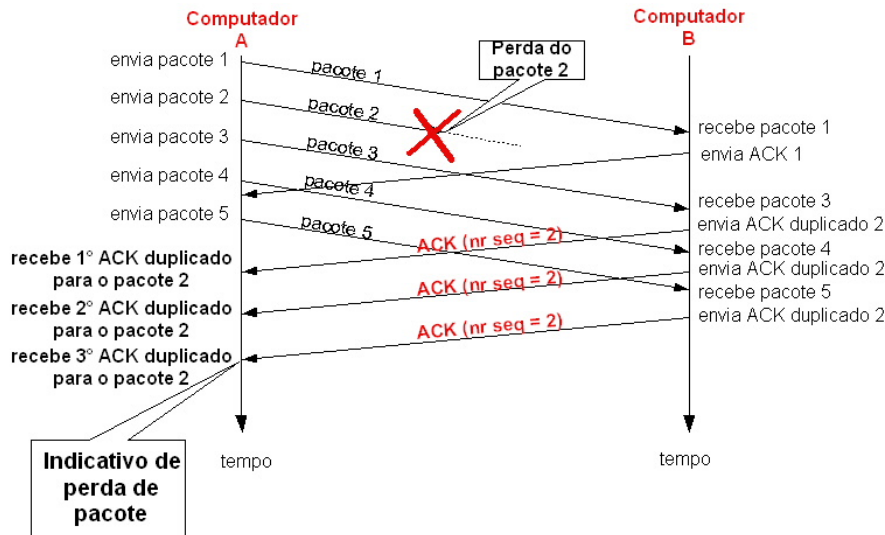 Computador
A
Computador
B
Perda do
pacote 2
envia pacote 1
pacote 1
envia pacote 2
pacote 2
recebe pacote 1
envia pacote 3
pacote 3
envia ACK 1
envia pacote 4
pacote 4
recebe pacote 3
envia pacote 5
pacote 5
envia ACK duplicado 2
ACK (nr seq = 2)
recebe pacote 4
recebe 1° ACK duplicado
para o pacote 2
envia ACK duplicado 2
ACK (nr seq = 2)
recebe pacote 5
recebe 2° ACK duplicado
para o pacote 2
envia ACK duplicado 2
ACK (nr seq = 2)
recebe 3° ACK duplicado
para o pacote 2
Indicativo de
perda de
pacote
tempo
tempo